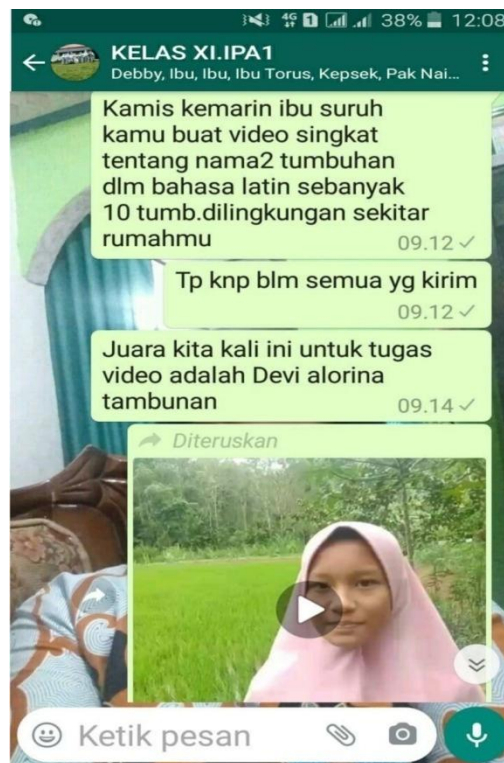 4G 1 38% 12:08
KELAS XI.IPA1
Debby, Ibu, Ibu, Ibu Torus, Kepsek, Pak Nai...
Kamis kemarin ibu suruh
kamu buat video singkat
tentang nama2 tumbuhan
dlm bahasa latin sebanyak
10 tumb.dilingkungan sekitar
rumahmu
09.12
Tp knp blm semua yg kirim
09.12
Juara kita kali ini untuk tugas
video adalah Devi alorina
tambunan
09.14
Diteruskan
Ketik pesan